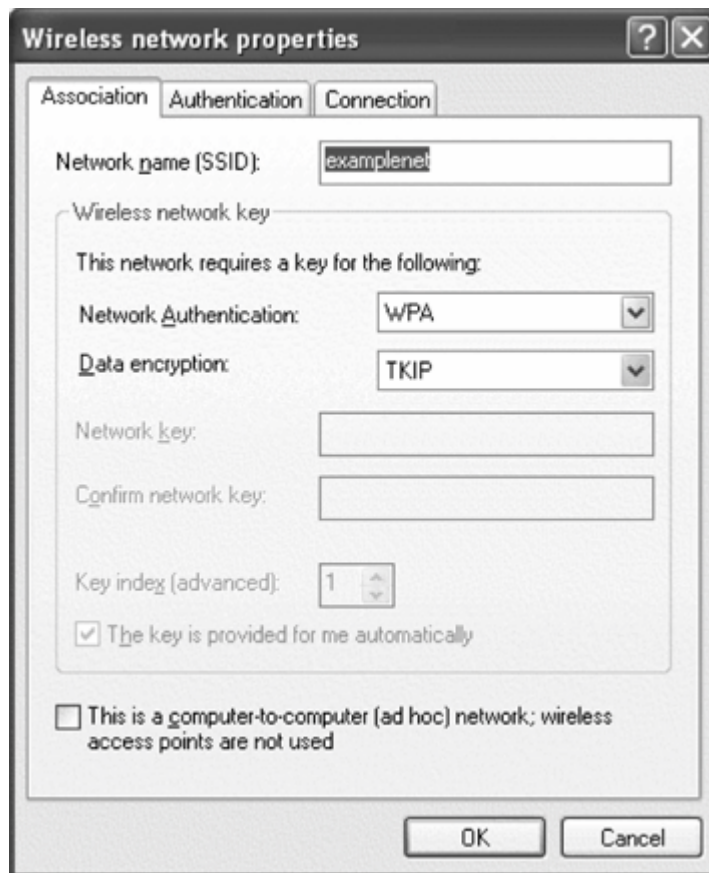 Wireless network properties
Association Authentication Connection
Network name (SSID): examplenet
Wireless network key
This network requires a key for the following:
Network Authentication: WPA
Data encryption: TKIP
Network key:
Confirm network key:
Key index (advanced): 1
The key is provided for me automatically
This is a computer-to-computer (ad hoc) network; wireless
access points are not used
OK Cancel